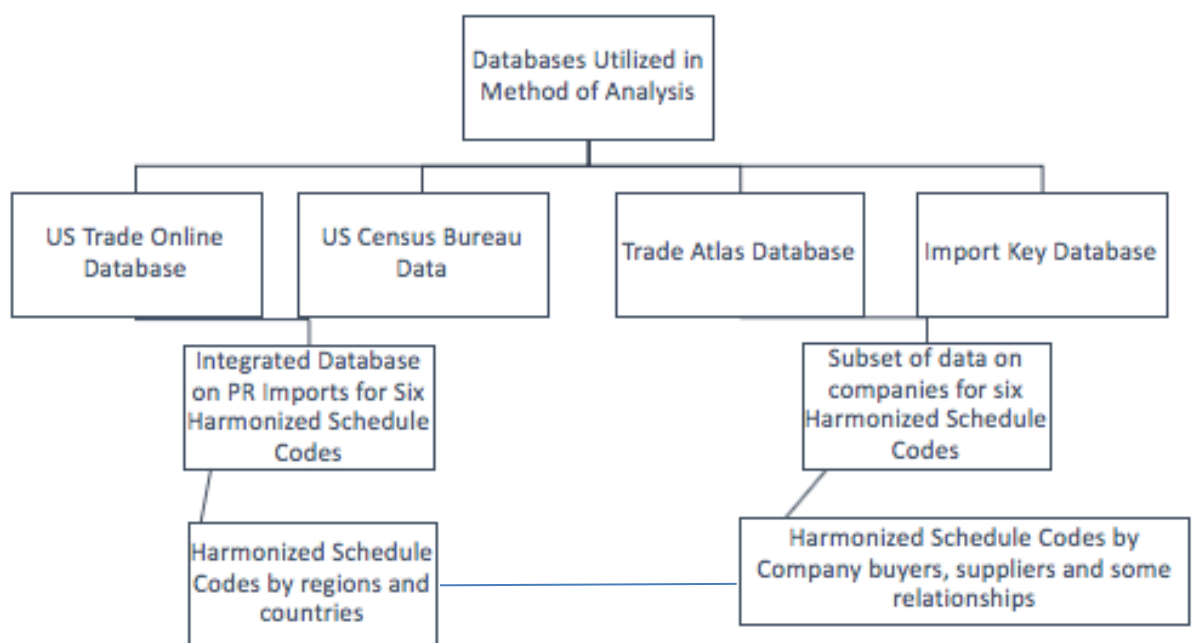 Databases Utilized in
Method of Analysis
US Trade Online
Database
US Census Bureau
Data
Trade Atlas Database
Import Key Database
Integrated Database
on PR Imports for Six
Harmonized Schedule
Codes
Subset of data on
companies for six
Harmonized Schedule
Codes
Harmonized Schedule
Codes by regions and
countries
Harmonized Schedule Codes by
Company buyers, suppliers and some
relationships